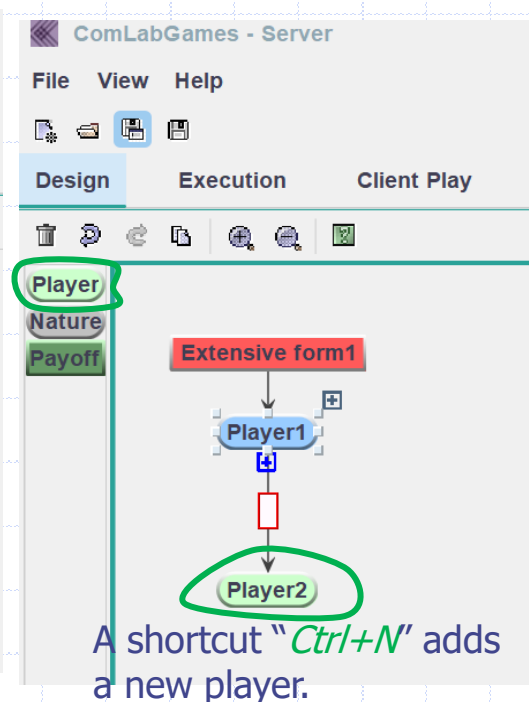 ComLabGames - Server
File View Help
Design Execution Client Play
Player
Nature
Payoff
Extensive form1
Player1
Player2
A shortcut “Ctrl+N” adds
a new player.